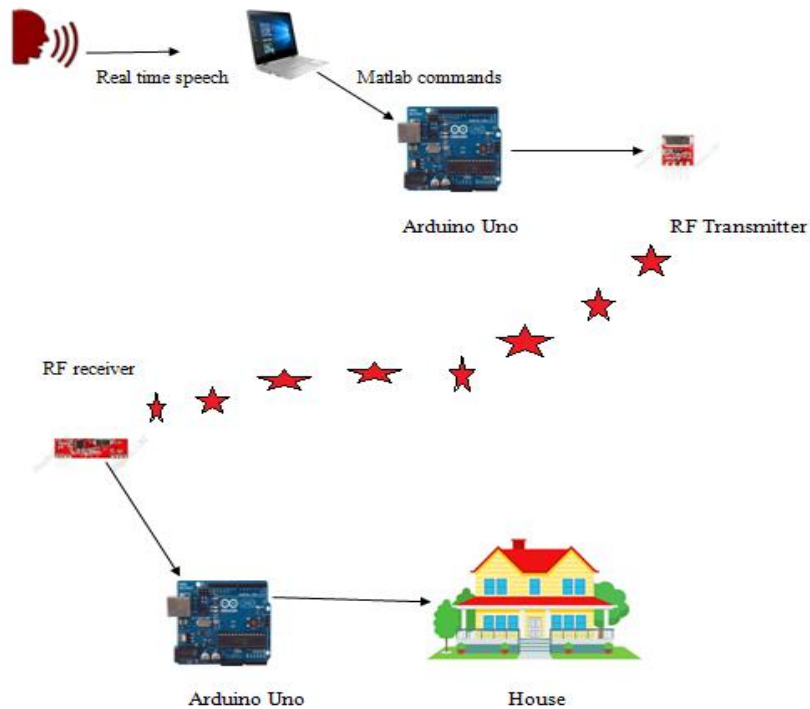 Real time speech
Matlab commands
Arduino Uno
RF Transmitter
RF receiver
Arduino Uno
House